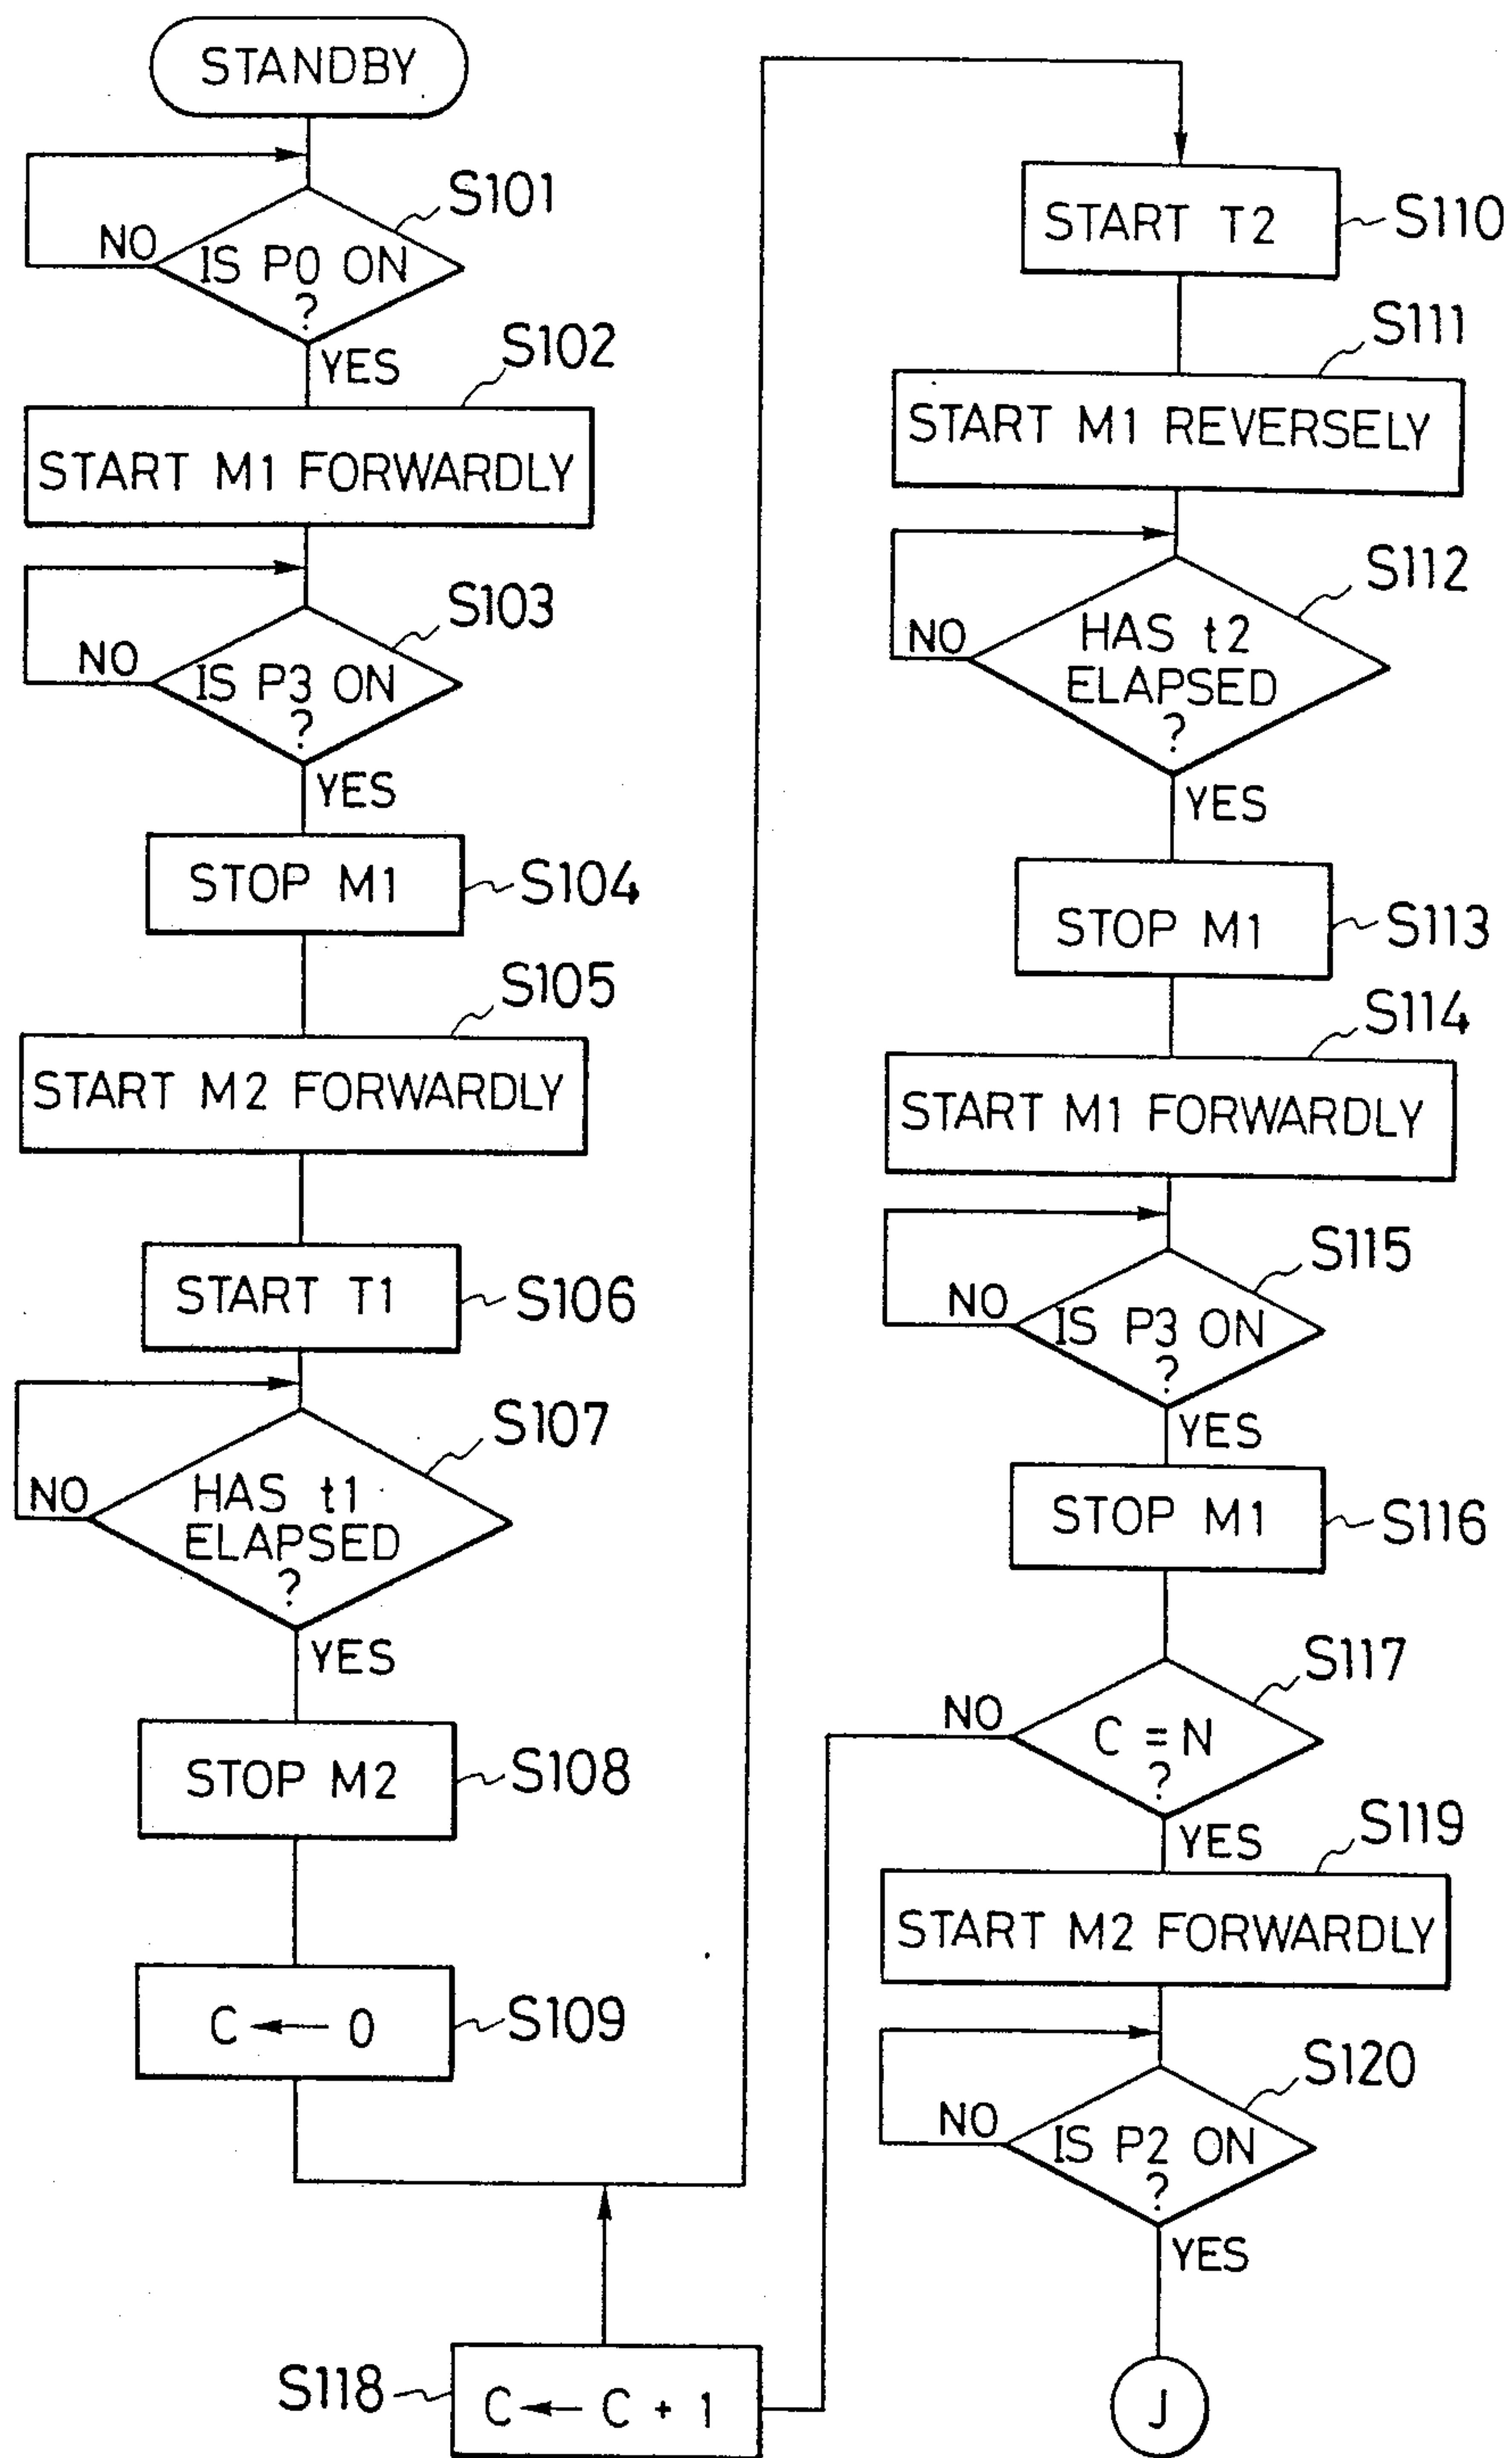 STANDBY
S101
NO
IS P0 ON
?
YES
S102
START M1 FORWARDLY
S103
NO
IS P3 ON
?
YES
STOP M1
S104
S105
START M2 FORWARDLY
START T1
S106
S107
NO
HAS t1
ELAPSED
?
YES
STOP M2
S108
C ← 0
S109
START T2
S110
S111
START M1 REVERSELY
S112
NO
HAS t2
ELAPSED
?
YES
STOP M1
S113
S114
START M1 FORWARDLY
S115
NO
IS P3 ON
?
YES
STOP M1
S116
S117
NO
C = N
?
YES
S118
C ← C + 1
S119
START M2 FORWARDLY
S120
NO
IS P2 ON
?
YES
J